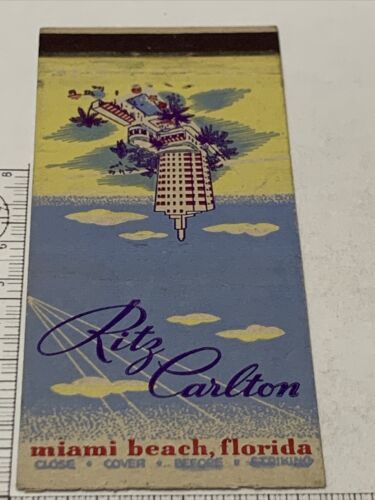 Ritz
Carlton
miami beach, florida
CLOSE • COVER • BEFORE • STRIKING